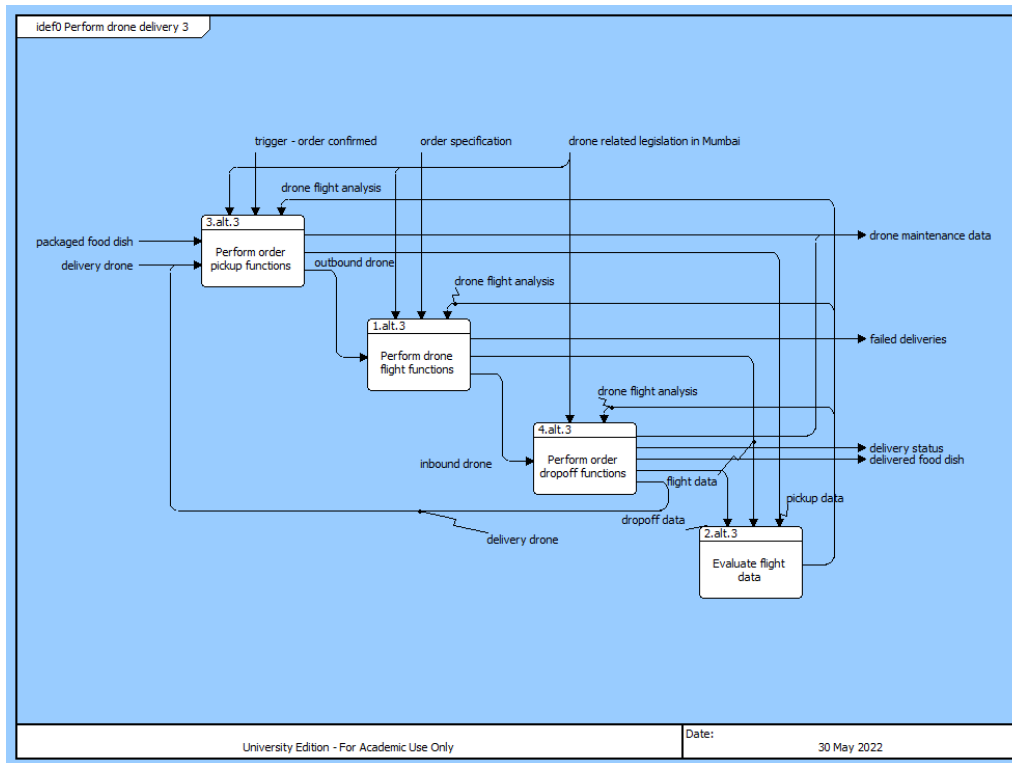 idef0 Perform drone delivery 3
trigger - order confirmed
order specification
drone related legislation in Mumbai
drone flight analysis
3.alt.3
Perform order
pickup functions
packaged food dish
delivery drone
drone maintenance data
outbound drone
drone flight analysis
1.alt.3
Perform drone
flight functions
failed deliveries
drone flight analysis
4.alt.3
Perform order
dropoff functions
inbound drone
delivery status
delivered food dish
flight data
pickup data
dropoff data
delivery drone
2.alt.3
Evaluate flight
data
University Edition - For Academic Use Only
Date:
30 May 2022